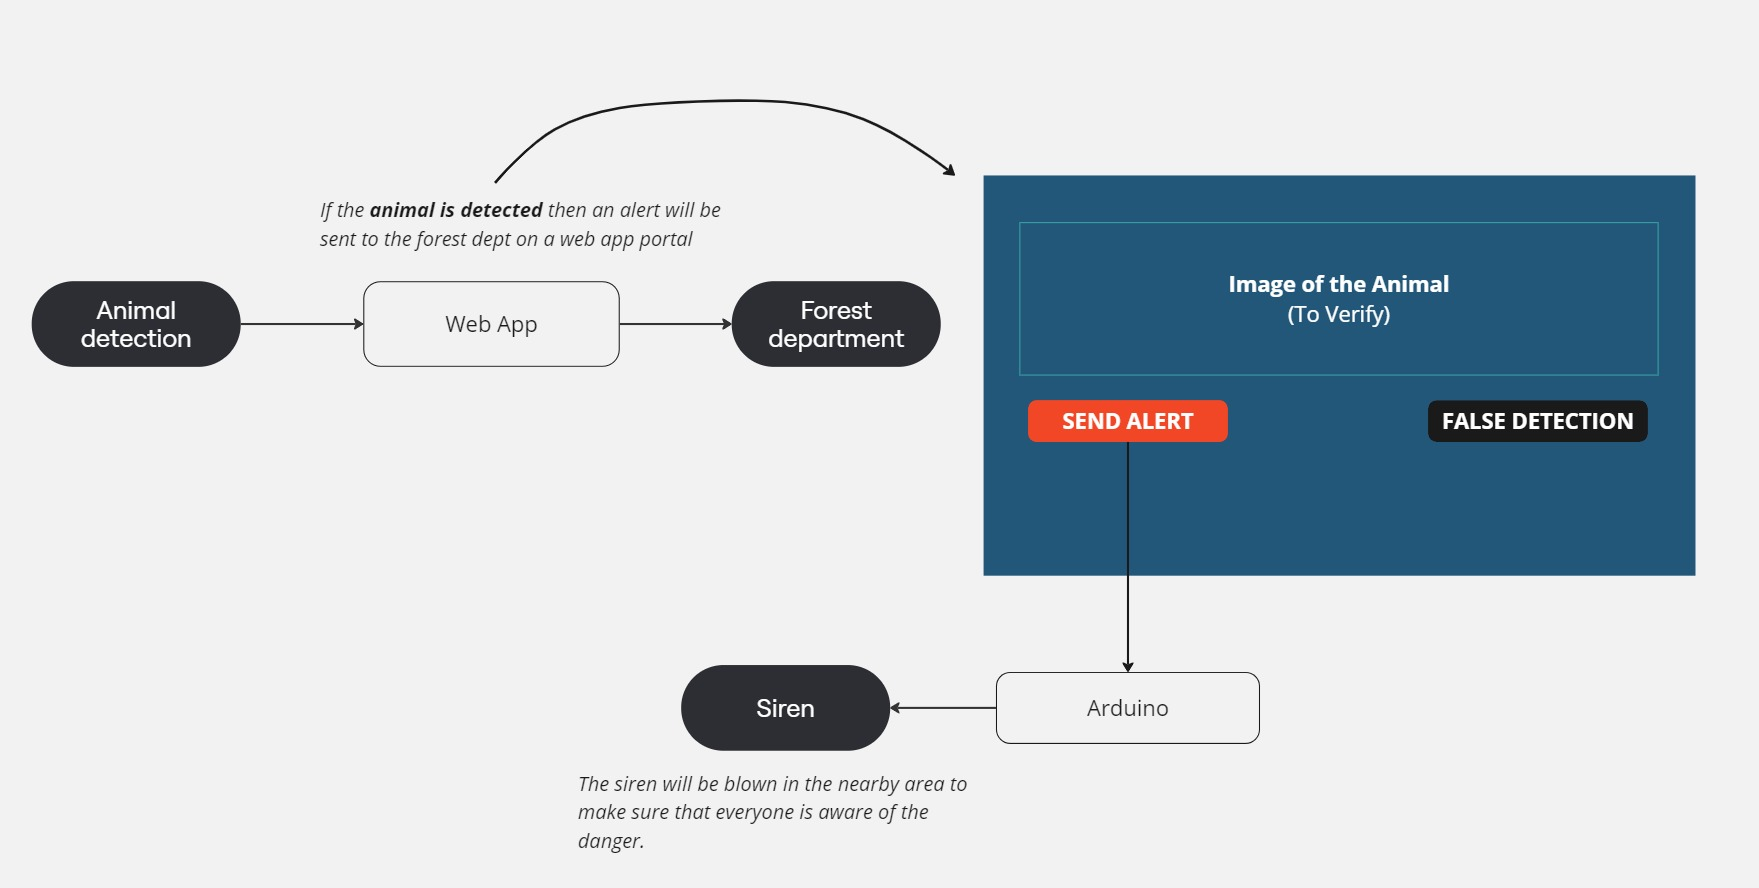 If the animal is detected then an alert will be
sent to the forest dept on a web app portal
Animal
detection
Web App
Forest
department
Image of the Animal
(To Verify)
SEND ALERT
FALSE DETECTION
Siren
Arduino
The siren will be blown in the nearby area to
make sure that everyone is aware of the
danger.